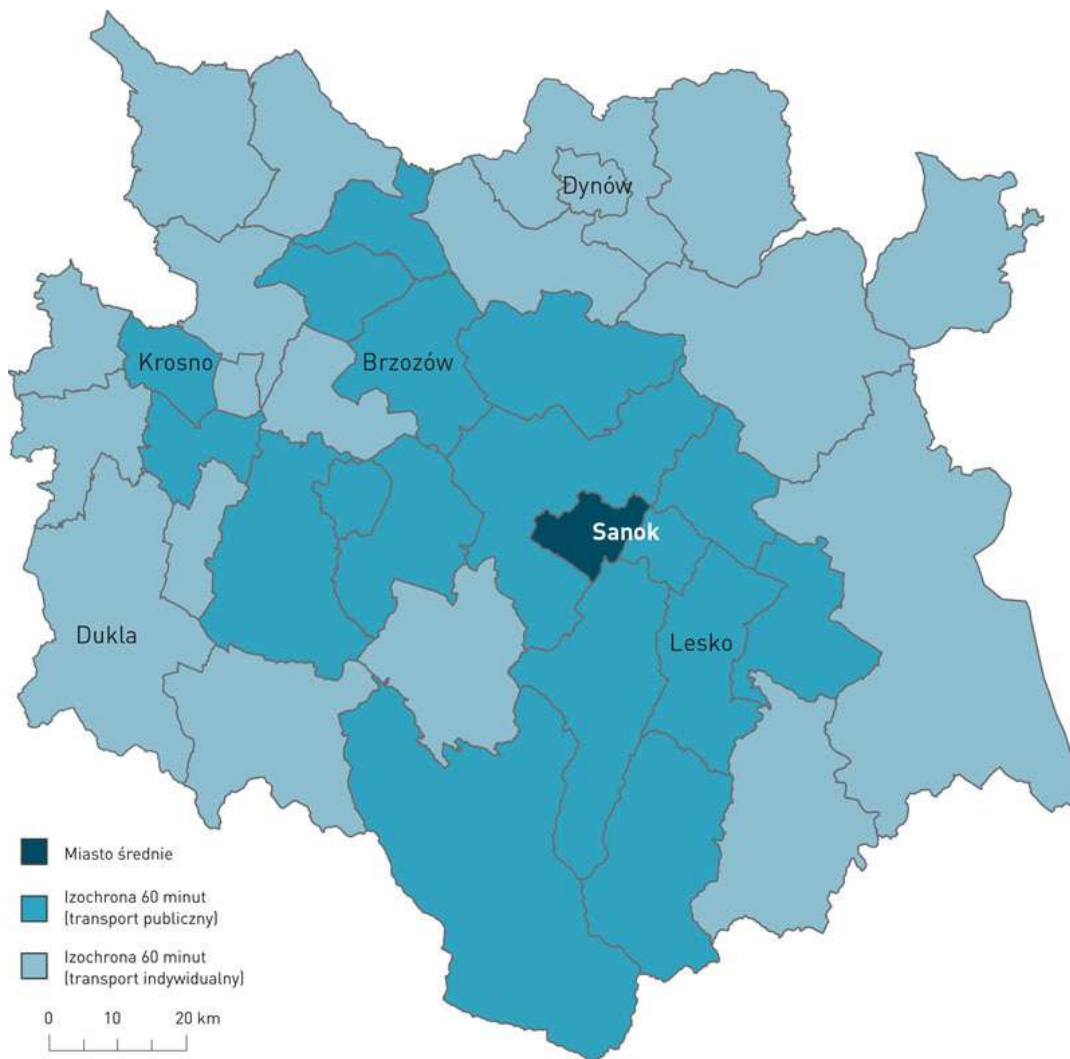 Dynów
Krosno
Brzozów
Sanok
Dukla
Lesko
Miasto średnie
Izochrona 60 minut
(transport publiczny)
Izochrona 60 minut
(transport indywidualny)
0 10 20 km